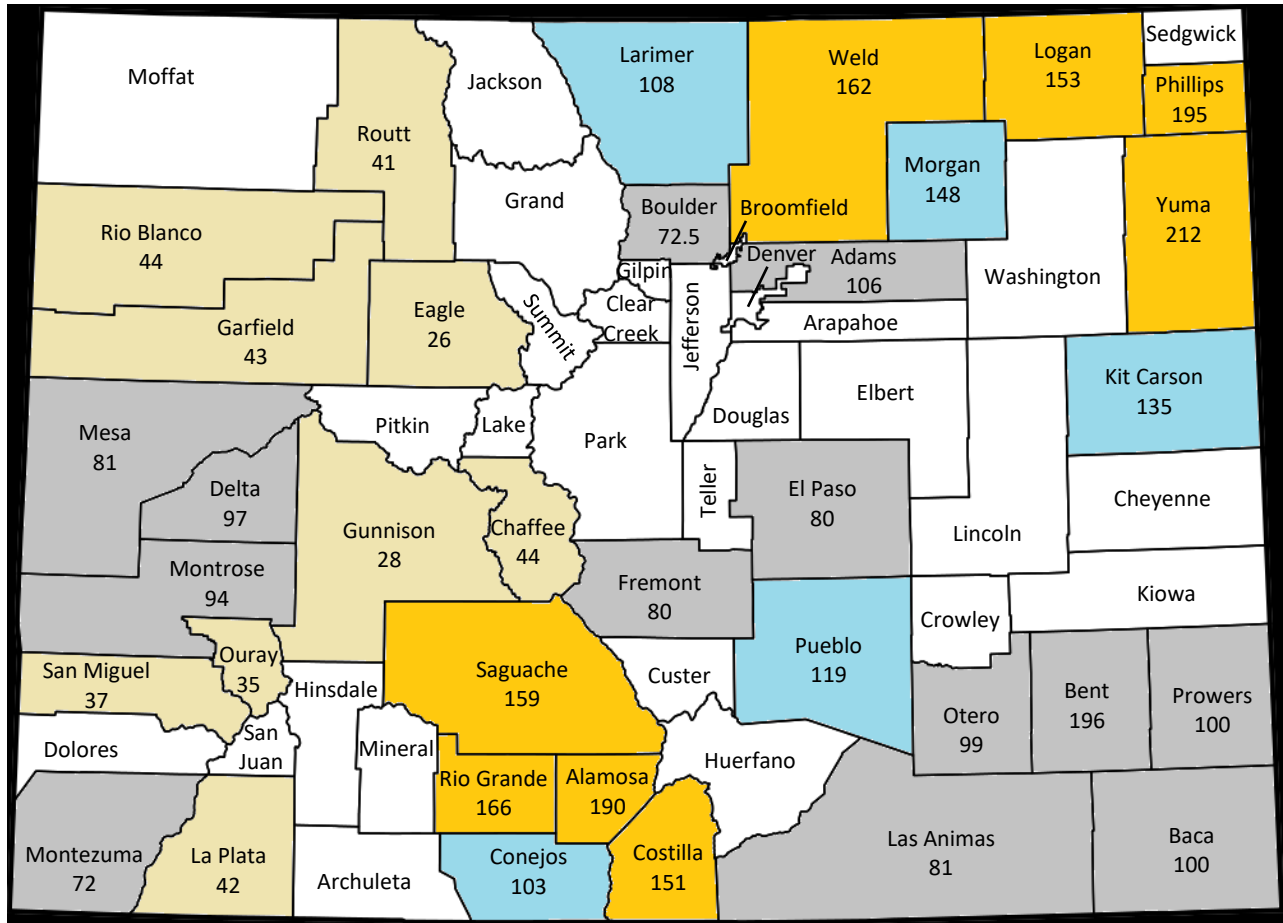 Moffat
Jackson
Larimer
108
Weld
162
Logan
153
Sedgwick
Phillips
195
Routt
41
Grand
Morgan
148
Yuma
212
Boulder
72.5
Broomfield
Rio Blanco
44
Denver
Adams
106
Washington
Gilpin
Clear
Creek
Garfield
43
Eagle
26
Summit
Jefferson
Arapahoe
Kit Carson
135
Elbert
Douglas
Pitkin
Lake
Park
Mesa
81
Delta
97
Teller
El Paso
80
Cheyenne
Lincoln
Gunnison
28
Chaffee
44
Montrose
94
Fremont
80
Kiowa
Crowley
Pueblo
119
Ouray
35
San Miguel
37
Hinsdale
Saguache
159
Custer
Otero
99
Bent
196
Prowers
100
Dolores
San
Juan
Mineral
Huerfano
Rio Grande
166
Alamosa
190
Montezuma
72
La Plata
42
Archuleta
Conejos
103
Costilla
151
Las Animas
81
Baca
100